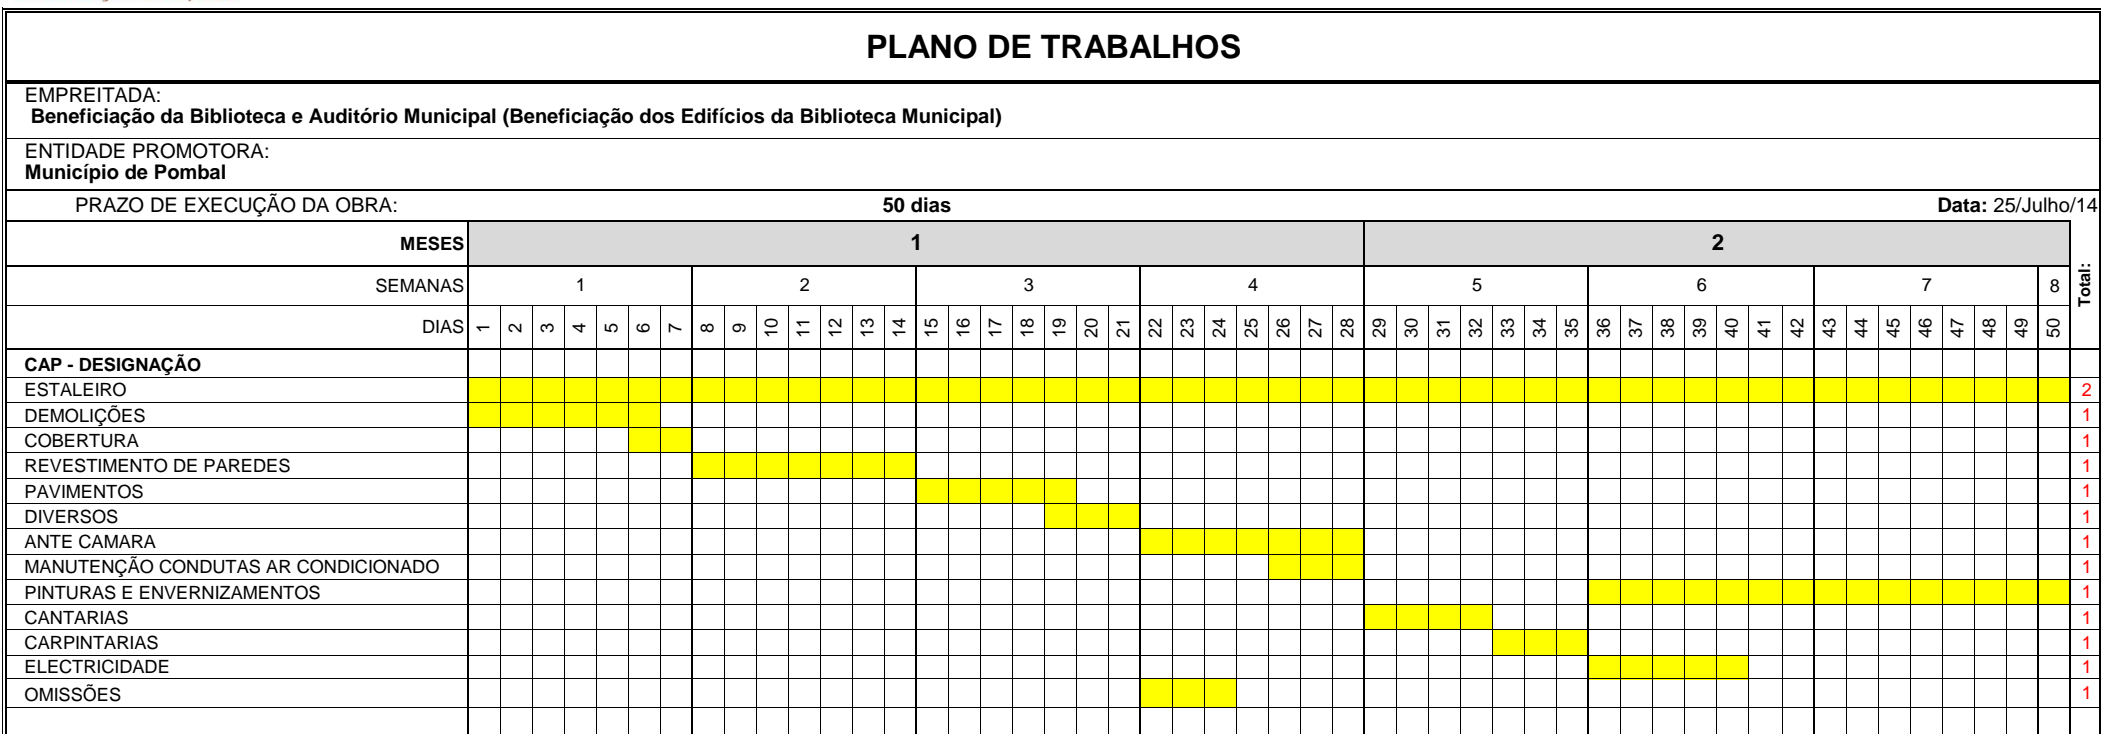 PLANO DE TRABALHOS
EMPREITADA:
Beneficiação da Biblioteca e Auditório Municipal (Beneficiação dos Edifícios da Biblioteca Municipal)
ENTIDADE PROMOTORA:
Município de Pombal
PRAZO DE EXECUÇÃO DA OBRA: 50 dias Data: 25/Julho/14
MESES 1 2 Total:
SEMANAS 1 2 3 4 5 6 7 8
DIAS 1 2 3 4 5 6 7 8 9 10 11 12 13 14 15 16 17 18 19 20 21 22 23 24 25 26 27 28 29 30 31 32 33 34 35 36 37 38 39 40 41 42 43 44 45 46 47 48 49 50
CAP - DESIGNAÇÃO
ESTALEIRO 2
DEMOLIÇÕES 1
COBERTURA 1
REVESTIMENTO DE PAREDES 1
PAVIMENTOS 1
DIVERSOS 1
ANTE CAMARA 1
MANUTENÇÃO CONDUTAS AR CONDICIONADO 1
PINTURAS E ENVERNIZAMENTOS 1
CANTARIAS 1
CARPINTARIAS 1
ELECTRICIDADE 1
OMISSÕES 1